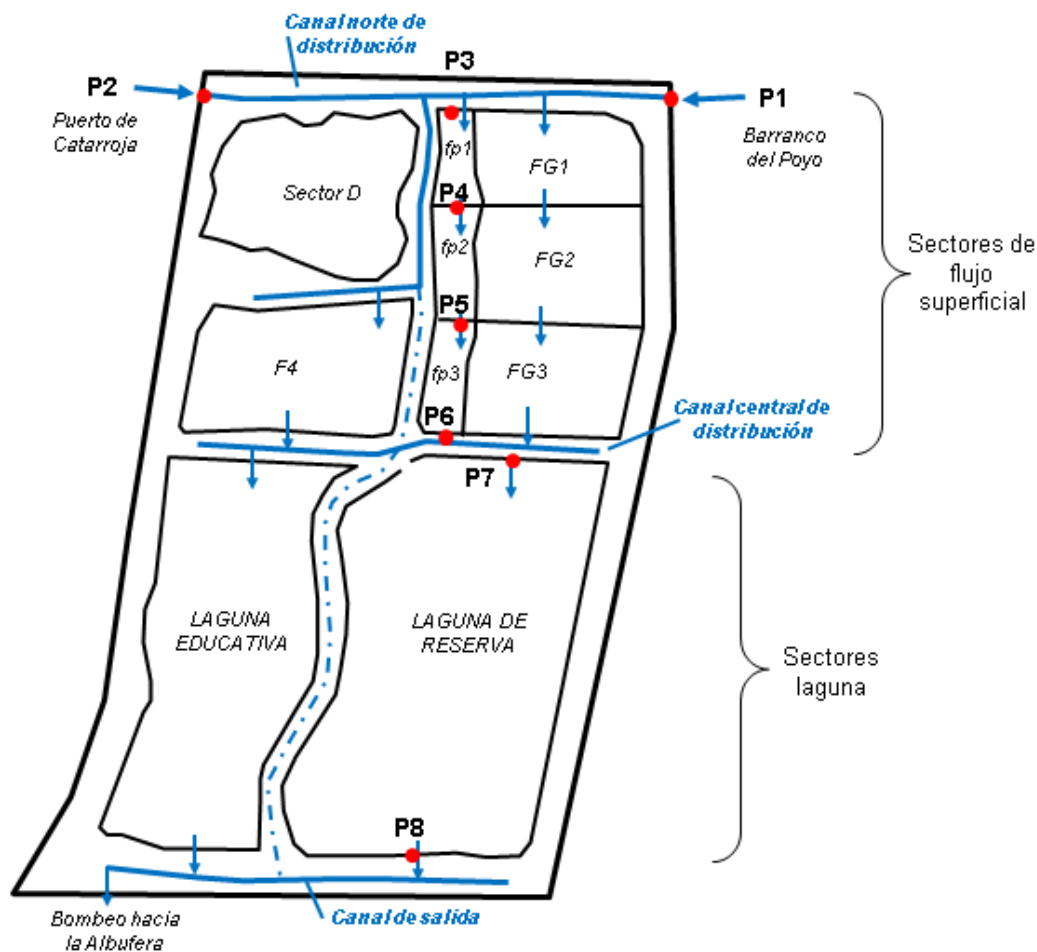 Canal norte de
distribución
P3
P2
P1
Puerto de
Catarroja
Barranco
del Poyo
fp1
FG1
Sector D
P4
fp2
FG2
Sectores de
flujo
superficial
P5
F4
fp3
FG3
P6
Canal central de
distribución
P7
LAGUNA
EDUCATIVA
LAGUNA DE
RESERVA
Sectores
laguna
P8
Bombeo hacia
la Albufera
Canal de salida